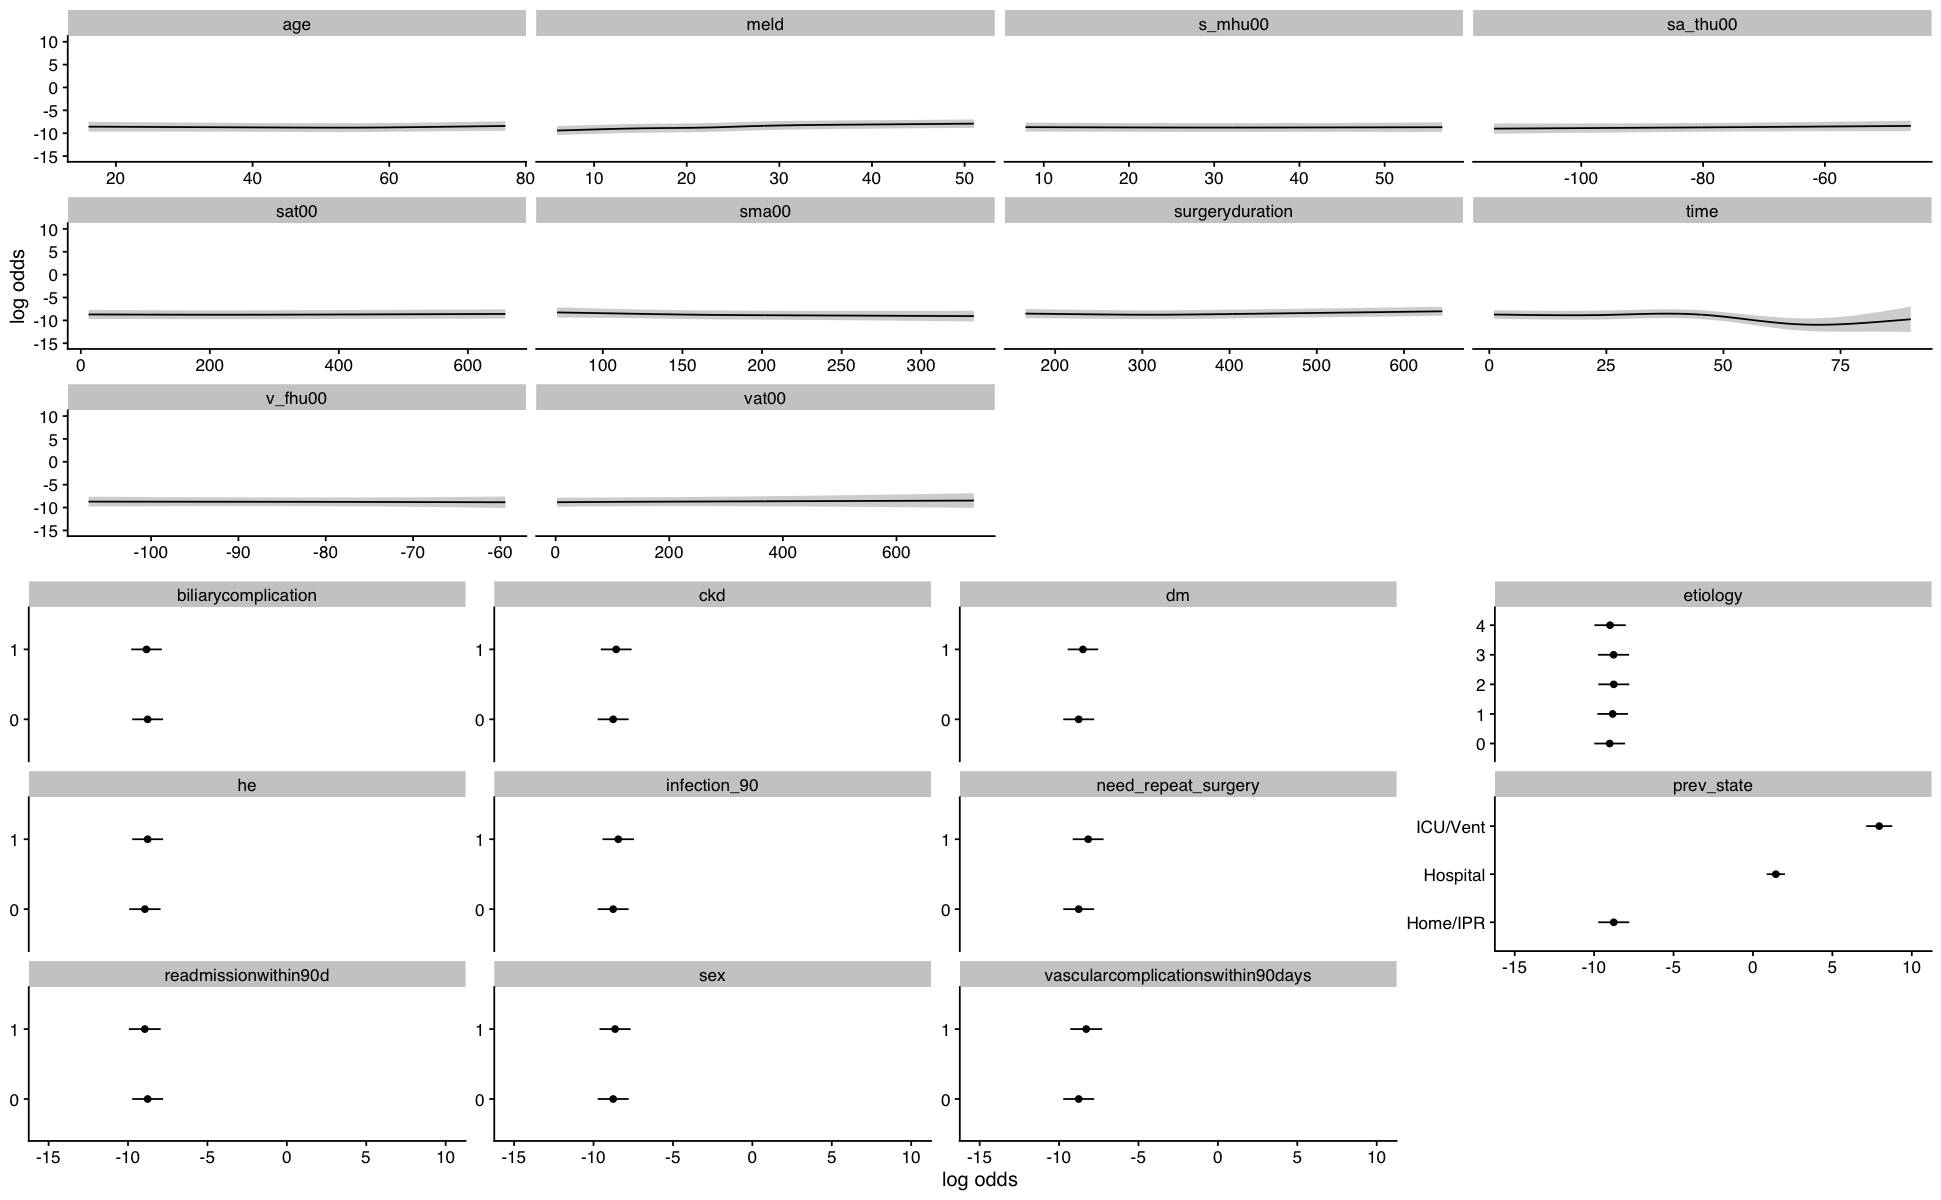 age meld s_mhu00 sa_thu00
10
5
0
-5
-10
-15
20 40 60 80 10 20 30 40 50 10 20 30 40 50 -100 -80 -60
sat00 sma00 surgeryduration time
10
5
0
-5
-10
-15
log odds
0 200 400 600 100 150 200 250 300 200 300 400 500 600 0 25 50 75
v_fhu00 vat00
10
5
0
-5
-10
-15
-100 -90 -80 -70 -60 0 200 400 600
biliarycomplication ckd dm etiology
4
3
2
1
0
1 1 1
0 0 0
he infection_90 need_repeat_surgery prev_state
1 1 1 ICU/Vent
Hospital
0 0 0 Home/IPR
-15 -10 -5 0 5 10
readmissionwithin90d sex vascularcomplicationswithin90days
1 1 1
0 0 0
-15 -10 -5 0 5 10 -15 -10 -5 0 5 10 -15 -10 -5 0 5 10
log odds